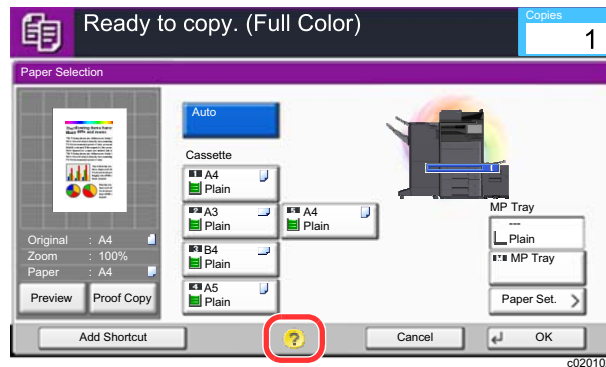 Ready to copy. (Full Color)
Copies
1
Paper Selection
Auto
Cassette
1 A4
Plain
2 A3
Plain
5 A4
Plain
3 B4
Plain
4 A5
Plain
MP Tray
---
Plain
MP Tray
Paper Set.
Original : A4
Zoom : 100%
Paper : A4
Preview
Proof Copy
Add Shortcut
?
Cancel
OK
c02010